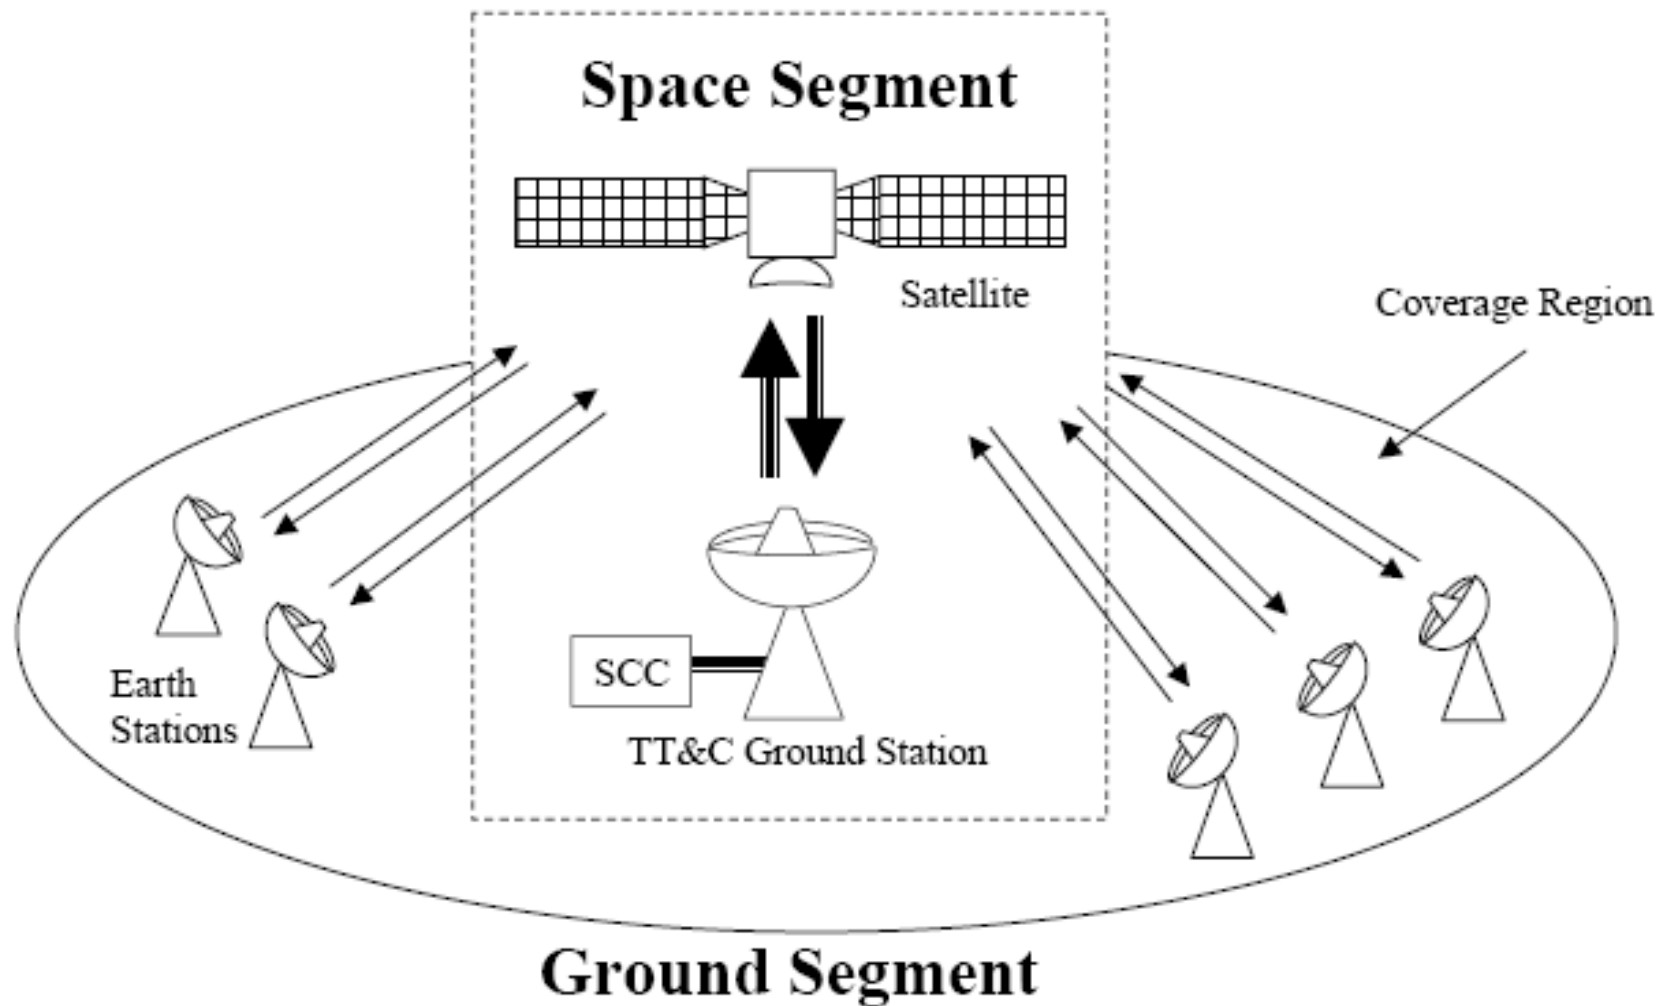 Space Segment
Satellite
Coverage Region
Earth
Stations
SCC
TT&C Ground Station
Ground Segment